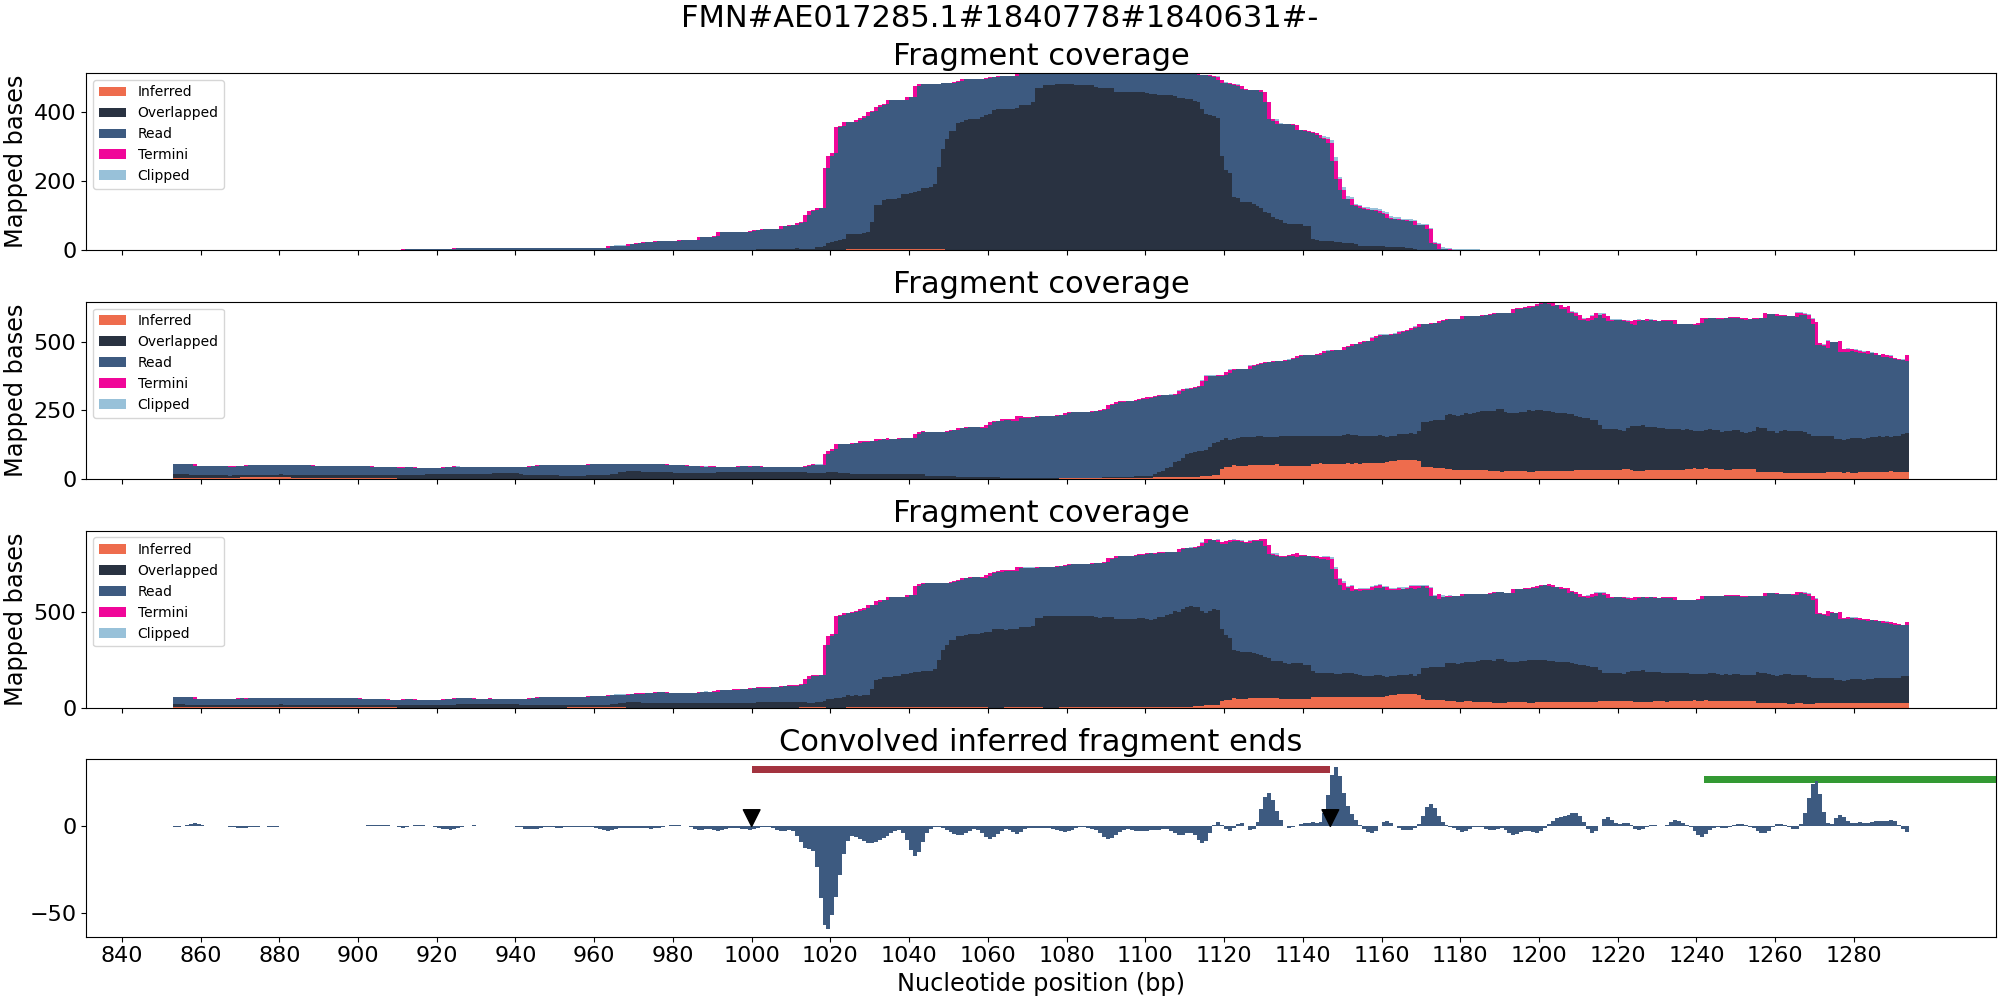 FMN#AE017285.1#1840778#1840631#-
Fragment coverage
Mapped bases
400
200
0
Inferred
Overlapped
Read
Termini
Clipped
Fragment coverage
Mapped bases
500
250
0
Inferred
Overlapped
Read
Termini
Clipped
Fragment coverage
Mapped bases
500
0
Inferred
Overlapped
Read
Termini
Clipped
Convolved inferred fragment ends
0
−50
840 860 880 900 920 940 960 980 1000 1020 1040 1060 1080 1100 1120 1140 1160 1180 1200 1220 1240 1260 1280
Nucleotide position (bp)